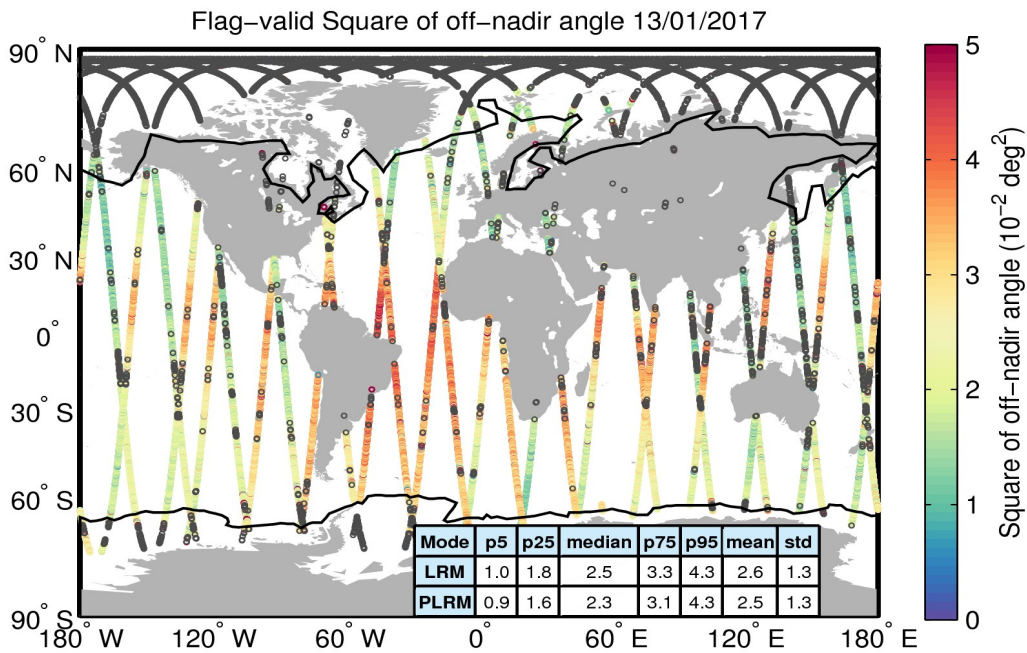 Flag−valid Square of off−nadir angle 13/01/2017
90° N
60° N
30° N
0°
30° S
60° S
90° S
180° W
120° W
60° W
0°
60° E
120° E
180° E
Mode p5 p25 median p75 p95 mean std
LRM 1.0 1.8 2.5 3.3 4.3 2.6 1.3
PLRM 0.9 1.6 2.3 3.1 4.3 2.5 1.3
5
4
3
2
1
0
Square of off−nadir angle (10⁻² deg²)